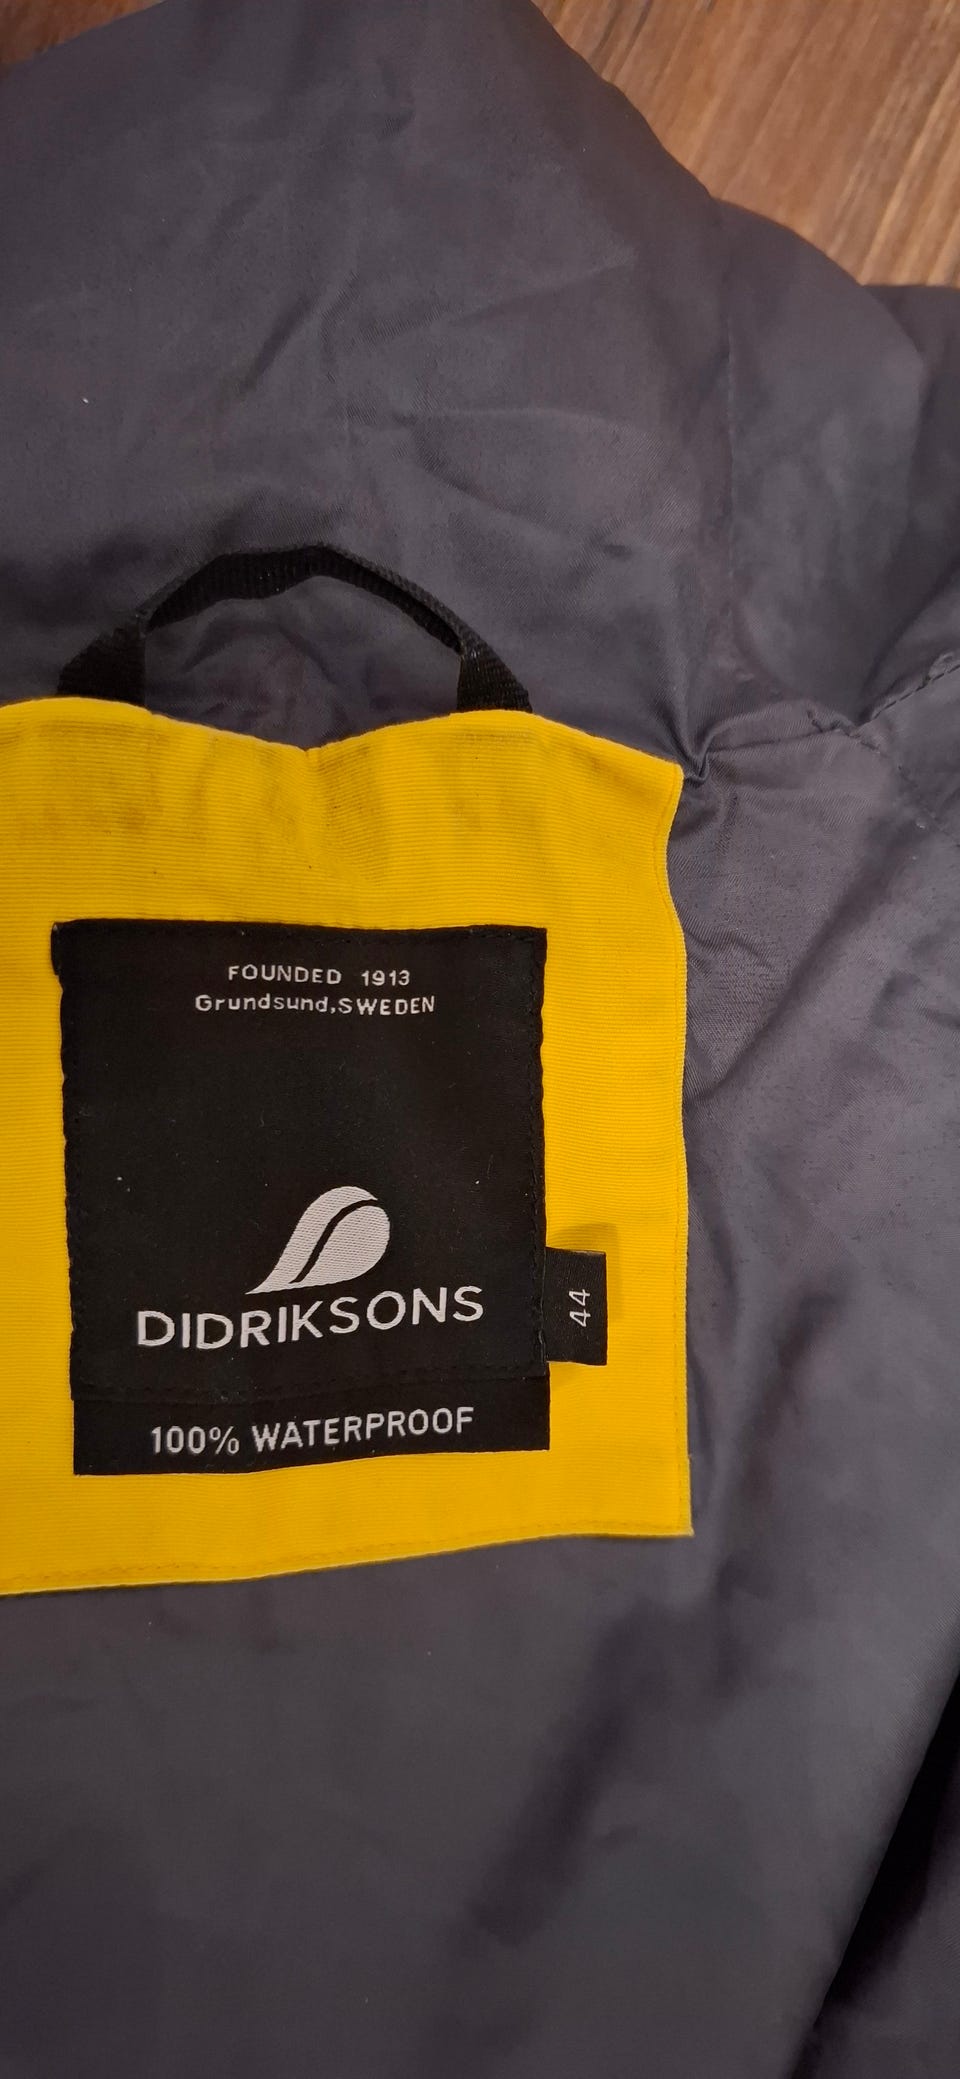 FOUNDED 1913
Grundsund,SWEDEN
DIDRIKSONS
44
100% WATERPROOF